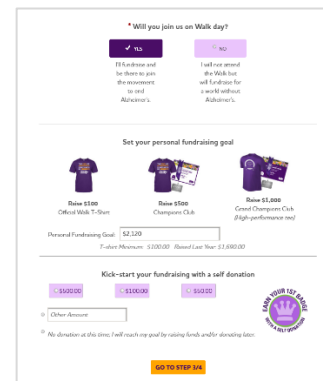 * Will you join us on Walk day?
✓ YES
NO
I'll fundraise and
be there to join
the movement
to end
Alzheimer's.
I will not attend
the Walk but
will fundraise for
a world without
Alzheimer's.
Set your personal fundraising goal
Raise $100
Official Walk T-Shirt
Raise $500
Champions Club
Raise $1,000
Grand Champions Club
(High-performance tee)
Personal Fundraising Goal:
$2,120
T-shirt Minimum: $100.00 Raised Last Year: $1,690.00
Kick-start your fundraising with a self donation
$500.00
$100.00
$50.00
Other Amount
No donation at this time. I will reach my goal by raising funds and/or donating later.
EARN YOUR 1ST BADGE
WITH A SELF DONATION
GO TO STEP 3/4